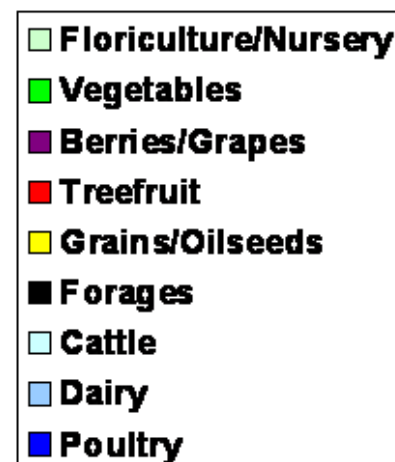 Floriculture/Nursery
Vegetables
Berries/Grapes
Treefruit
Grains/Oilseeds
Forages
Cattle
Dairy
Poultry